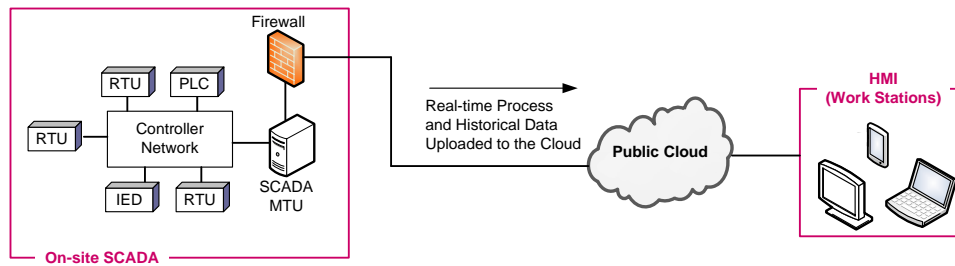 Firewall
RTU
PLC
RTU
Controller
Network
IED
RTU
SCADA
MTU
On-site SCADA
Real-time Process
and Historical Data
Uploaded to the Cloud
Public Cloud
HMI
(Work Stations)